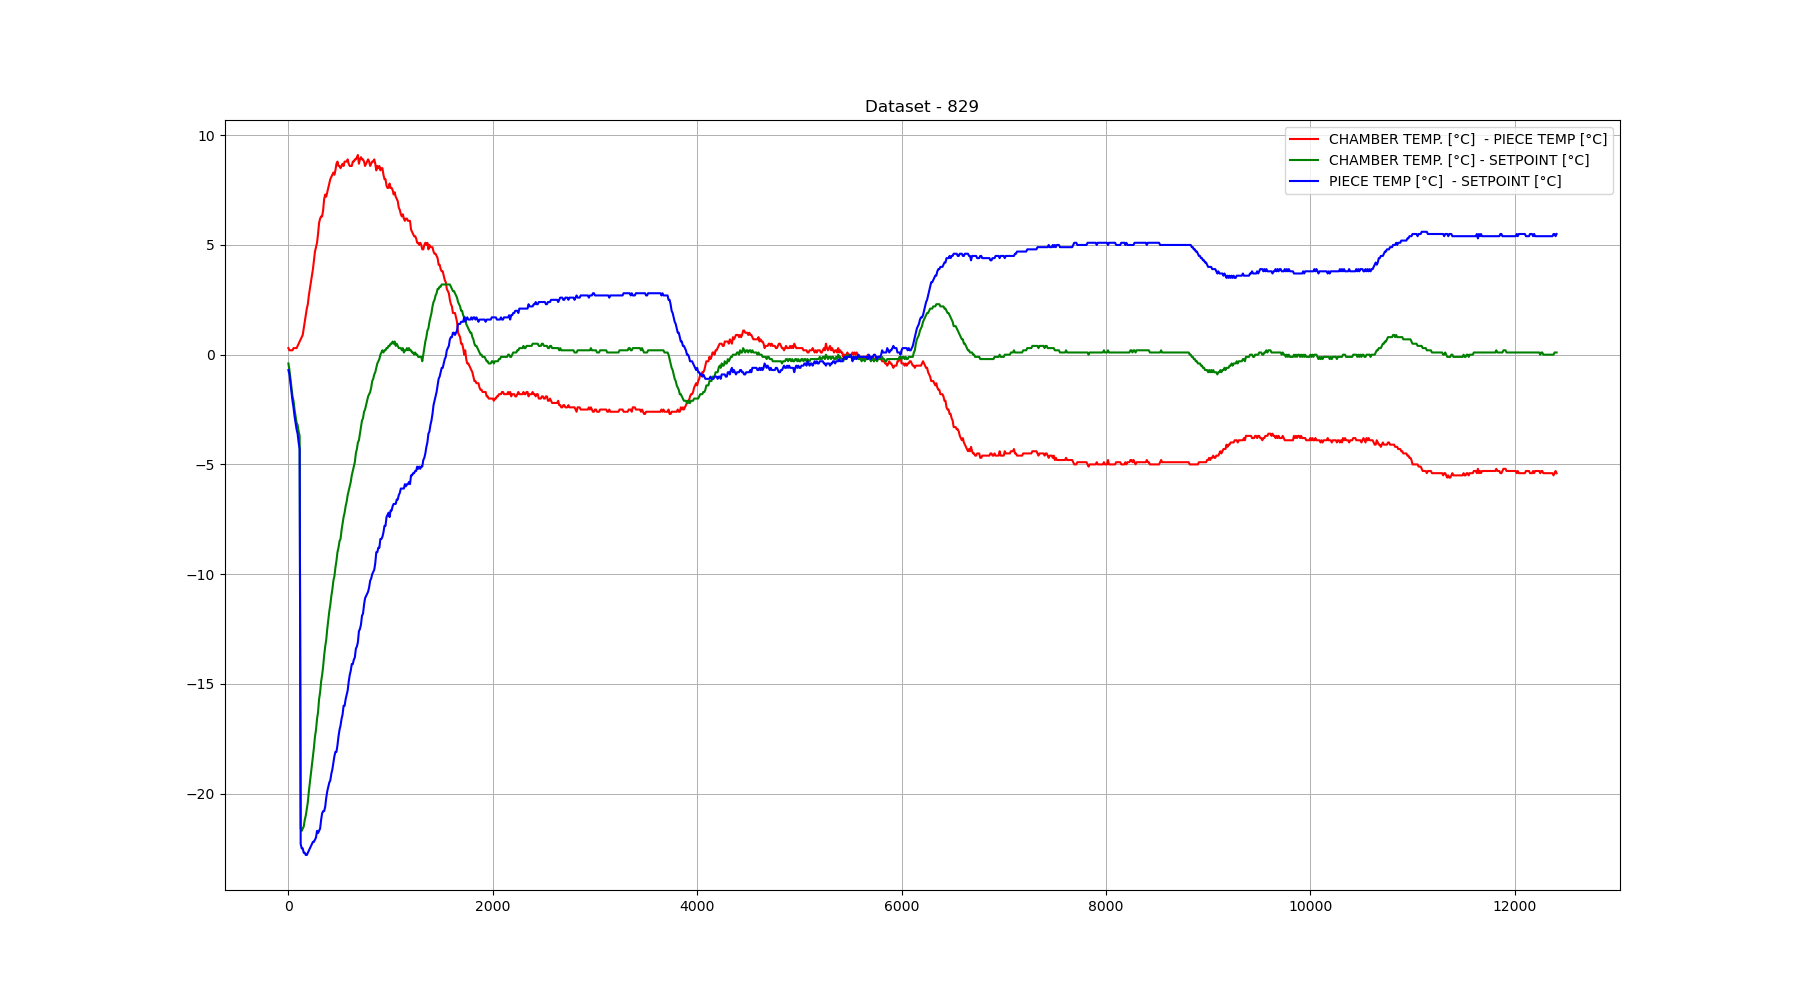 Dataset - 829
CHAMBER TEMP. [°C]  - PIECE TEMP [°C]
CHAMBER TEMP. [°C] - SETPOINT [°C]
PIECE TEMP [°C]  - SETPOINT [°C]
10
5
0
−5
−10
−15
−20
0 2000 4000 6000 8000 10000 12000